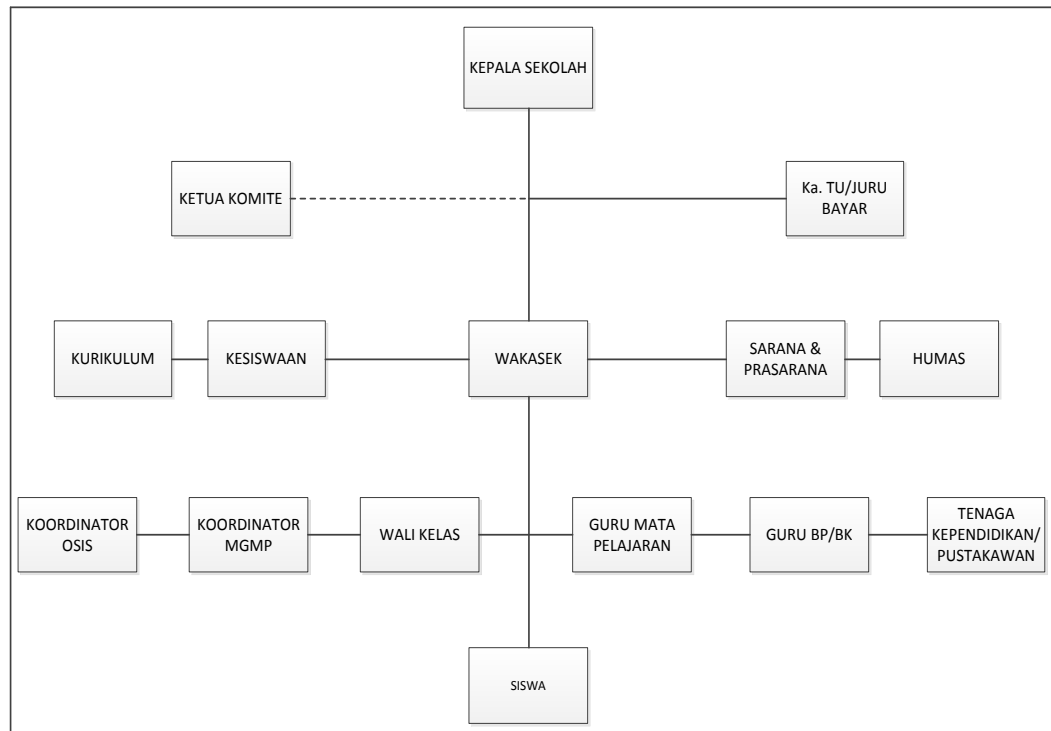 KEPALA SEKOLAH
KETUA KOMITE
Ka. TU/JURU
BAYAR
KURIKULUM
KESISWAAN
WAKASEK
SARANA &
PRASARANA
HUMAS
KOORDINATOR
OSIS
KOORDINATOR
MGMP
WALI KELAS
GURU MATA
PELAJARAN
GURU BP/BK
TENAGA
KEPENDIDIKAN/
PUSTAKAWAN
SISWA